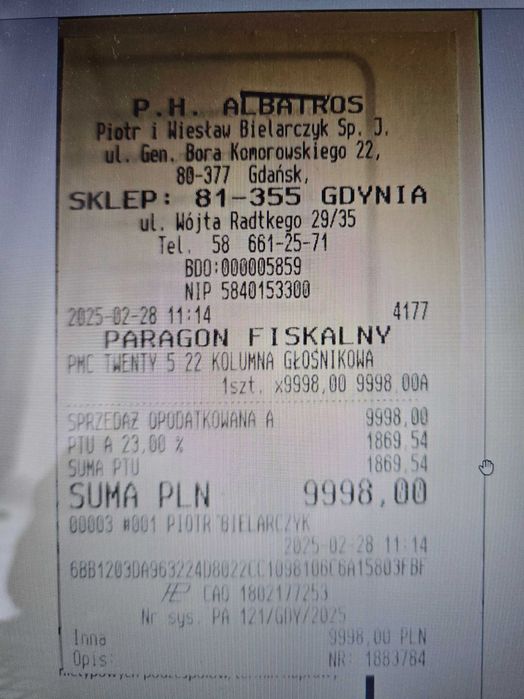 P.H. ALBATROS
Piotr i Wiesław Bielarczyk Sp. J.
ul. Gen. Bora Komorowskiego 22,
80-377 Gdańsk,
SKLEP: 81-355 GDYNIA
ul. Wójta Radtkego 29/35
Tel. 58 661-25-71
BDO:000005859
NIP 5840153300
2025-02-28 11:14 4177
PARAGON FISKALNY
PMC TWENTY 5 22 KOLUMNA GŁOŚNIKOWA
1szt. x9998,00 9998,00A
SPRZEDAŻ OPODATKOWANA A 9998,00
PTU A 23,00 % 1869,54
SUMA PTU 1869,54
SUMA PLN 9998,00
00003 #001 PIOTR BIELARCZYK
2025-02-28 11:14
6BB1203DA963224D8022CC1098106C6A15803FBF
CAO 1802177253
Nr sys. PA 121/GDY/2025
Inna 9998,00 PLN
Opis: NR: 1883784